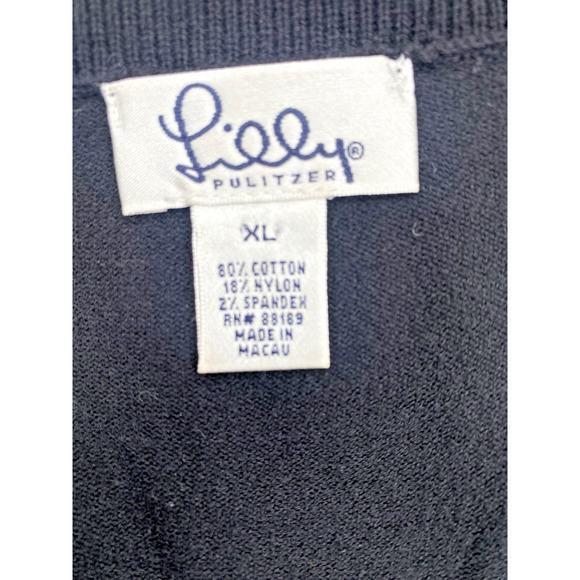 Lilly®
PULITZER
XL
80% COTTON
18% NYLON
2% SPANDEX
RN# 88189
MADE IN
MACAU